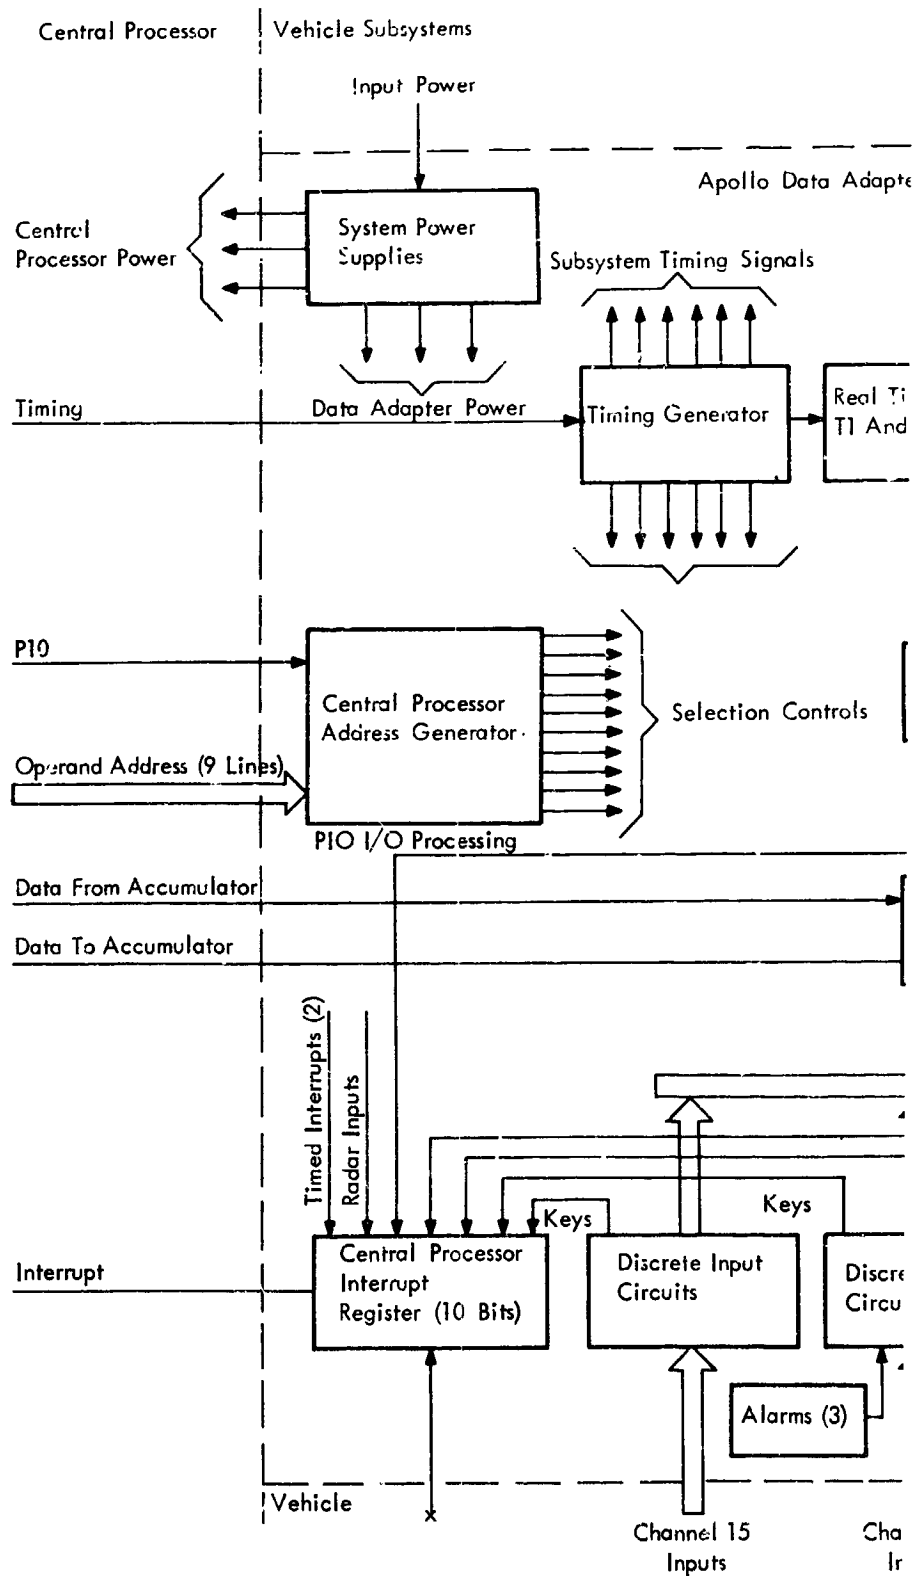 Central Processor
Vehicle Subsystems
Input Power
Apollo Data Adapte
Central
Processor Power
System Power
Supplies
Subsystem Timing Signals
Timing
Data Adapter Power
Timing Generator
Real Ti
T1 And
PIO
Central Processor
Address Generator
Selection Controls
Operand Address (9 Lines)
PIO I/O Processing
Data From Accumulator
Data To Accumulator
Timed Interrupts (2)
Radar Inputs
Keys
Keys
Interrupt
Central Processor
Interrupt
Register (10 Bits)
Discrete Input
Circuits
Discre
Circu
Alarms (3)
Vehicle
x
Channel 15
Inputs
Cha
Ir